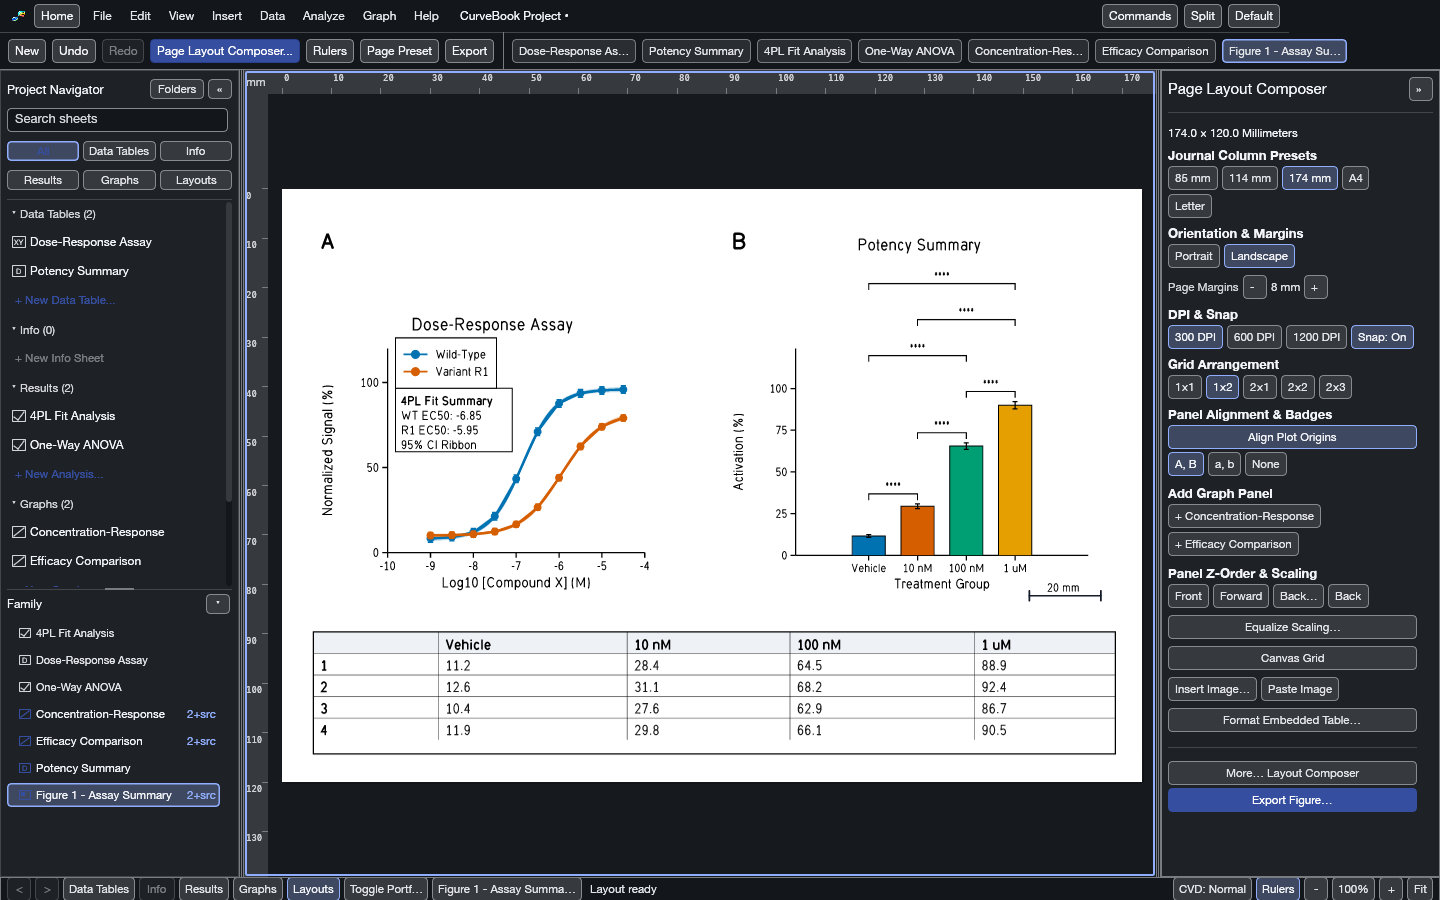 Home File Edit View Insert Data Analyze Graph Help CurveBook Project • Commands Split Default
New Undo Redo Page Layout Composer... Rulers Page Preset Export Dose-Response As... Potency Summary 4PL Fit Analysis One-Way ANOVA Concentration-Res... Efficacy Comparison Figure 1 - Assay Su...
Project Navigator Folders «
Search sheets
All Data Tables Info
Results Graphs Layouts
Data Tables (2)
XY Dose-Response Assay
D Potency Summary
+ New Data Table...
Info (0)
+ New Info Sheet
Results (2)
4PL Fit Analysis
One-Way ANOVA
+ New Analysis...
Graphs (2)
Concentration-Response
Efficacy Comparison
Family
4PL Fit Analysis
D Dose-Response Assay
One-Way ANOVA
Concentration-Response 2+src
Efficacy Comparison 2+src
D Potency Summary
Figure 1 - Assay Summary 2+src
mm 0 10 20 30 40 50 60 70 80 90 100 110 120 130 140 150 160 170
0
10
20
30
40
50
60
70
80
90
100
110
120
130
A
Dose-Response Assay
Wild-Type
Variant R1
4PL Fit Summary
WT EC50: -6.85
R1 EC50: -5.95
95% CI Ribbon
Normalized Signal (%)
100
50
0
-10 -9 -8 -7 -6 -5 -4
Log10 [Compound X] (M)
B
Potency Summary
****
****
****
****
****
****
Activation (%)
100
75
50
25
0
Vehicle 10 nM 100 nM 1 uM
Treatment Group
20 mm
Vehicle 10 nM 100 nM 1 uM
1 11.2 28.4 64.5 88.9
2 12.6 31.1 68.2 92.4
3 10.4 27.6 62.9 86.7
4 11.9 29.8 66.1 90.5
Page Layout Composer »
174.0 x 120.0 Millimeters
Journal Column Presets
85 mm 114 mm 174 mm A4
Letter
Orientation & Margins
Portrait Landscape
Page Margins - 8 mm +
DPI & Snap
300 DPI 600 DPI 1200 DPI Snap: On
Grid Arrangement
1x1 1x2 2x1 2x2 2x3
Panel Alignment & Badges
Align Plot Origins
A, B a, b None
Add Graph Panel
+ Concentration-Response
+ Efficacy Comparison
Panel Z-Order & Scaling
Front Forward Back... Back
Equalize Scaling...
Canvas Grid
Insert Image... Paste Image
Format Embedded Table...
More... Layout Composer
Export Figure...
< > Data Tables Info Results Graphs Layouts Toggle Portf... Figure 1 - Assay Summa... Layout ready CVD: Normal Rulers - 100% + Fit